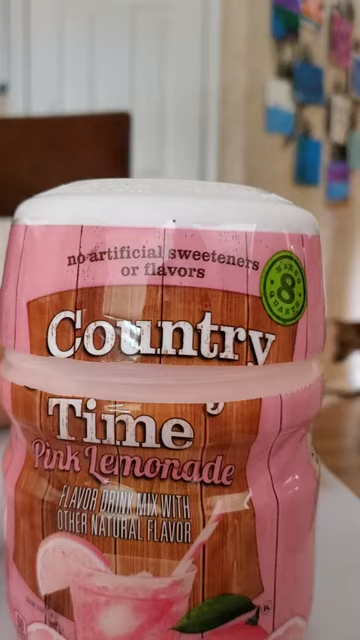 no artificial sweeteners
or flavors
MAKES
8
QUARTS
Country
Time
Pink Lemonade
FLAVOR DRINK MIX WITH
OTHER NATURAL FLAVOR